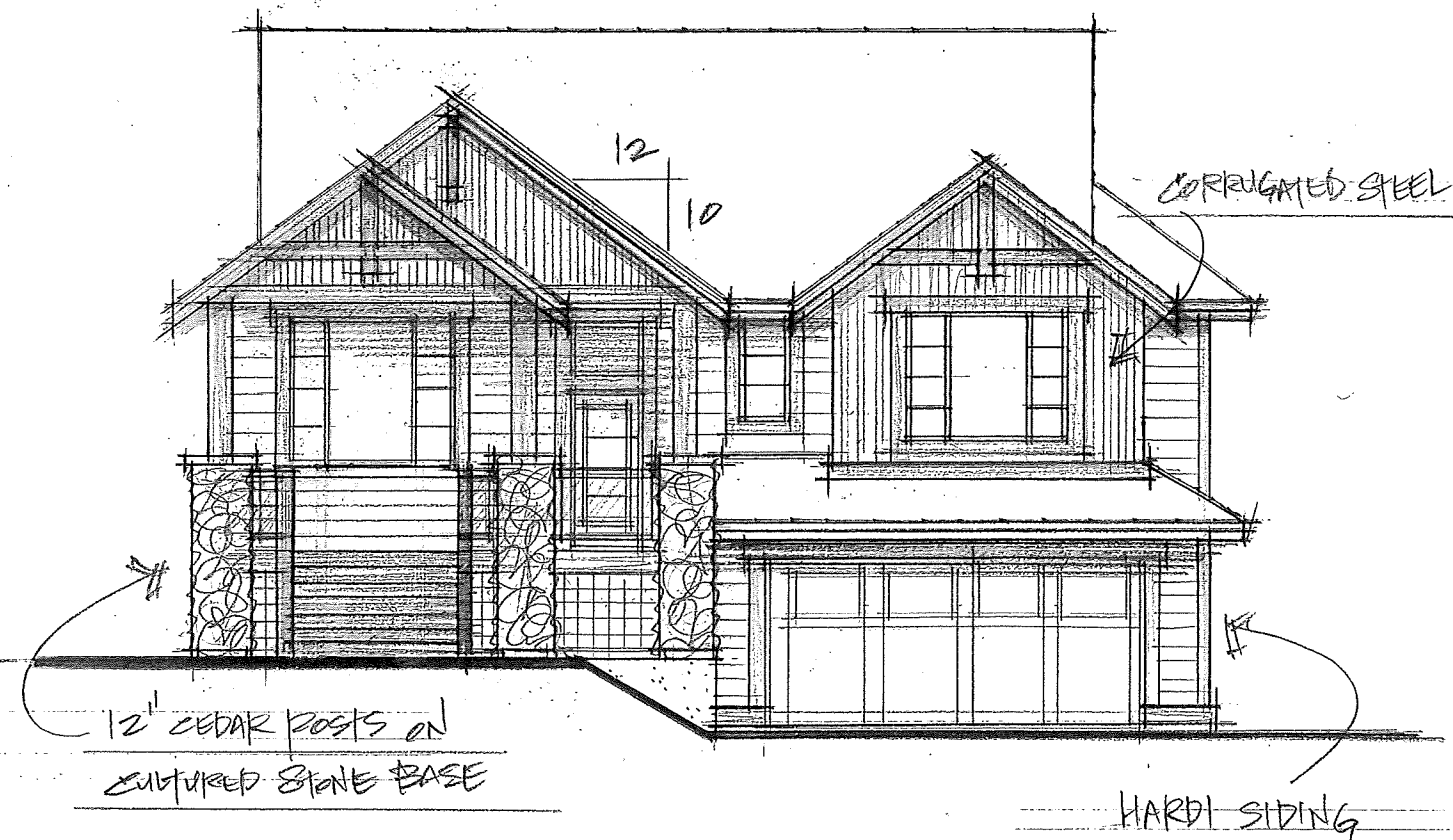 12
10
CORRUGATED STEEL
12" CEDAR POSTS ON
CULTURED STONE BASE
HARDI SIDING